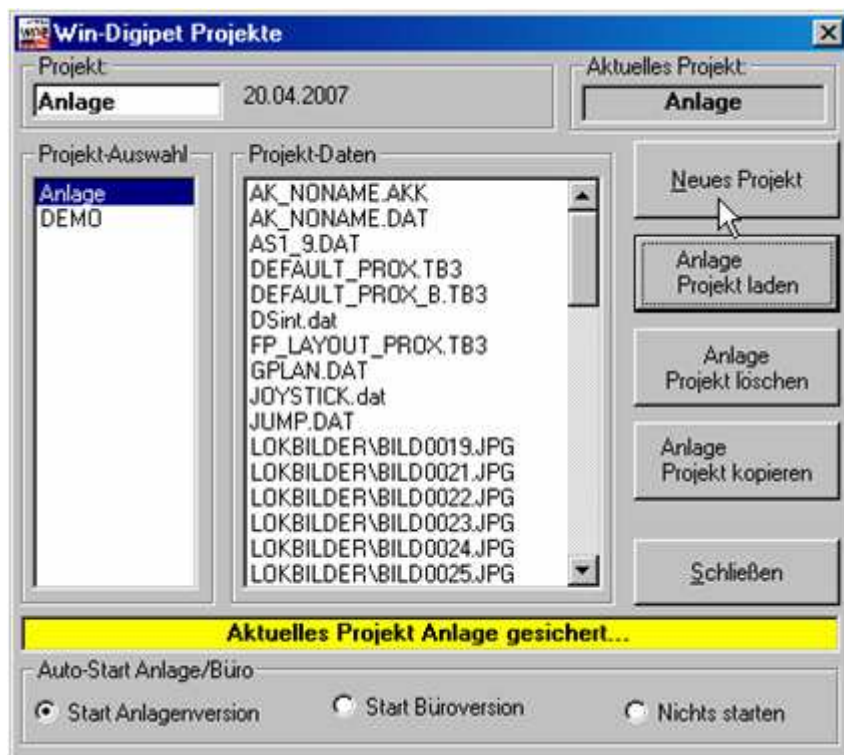 Win-Digipet Projekte
Projekt:
Anlage
20.04.2007
Aktuelles Projekt:
Anlage
Projekt-Auswahl
Anlage
DEMO
Projekt-Daten
AK_NONAME.AKK
AK_NONAME.DAT
AS1_9.DAT
DEFAULT_PROX.TB3
DEFAULT_PROX_B.TB3
DSint.dat
FP_LAYOUT_PROX.TB3
GPLAN.DAT
JOYSTICK.dat
JUMP.DAT
LOKBILDER\BILD0019.JPG
LOKBILDER\BILD0021.JPG
LOKBILDER\BILD0022.JPG
LOKBILDER\BILD0023.JPG
LOKBILDER\BILD0024.JPG
LOKBILDER\BILD0025.JPG
Neues Projekt
Anlage
Projekt laden
Anlage
Projekt löschen
Anlage
Projekt kopieren
Schließen
Aktuelles Projekt Anlage gesichert...
Auto-Start Anlage/Büro
Start Anlagenversion
Start Büroversion
Nichts starten